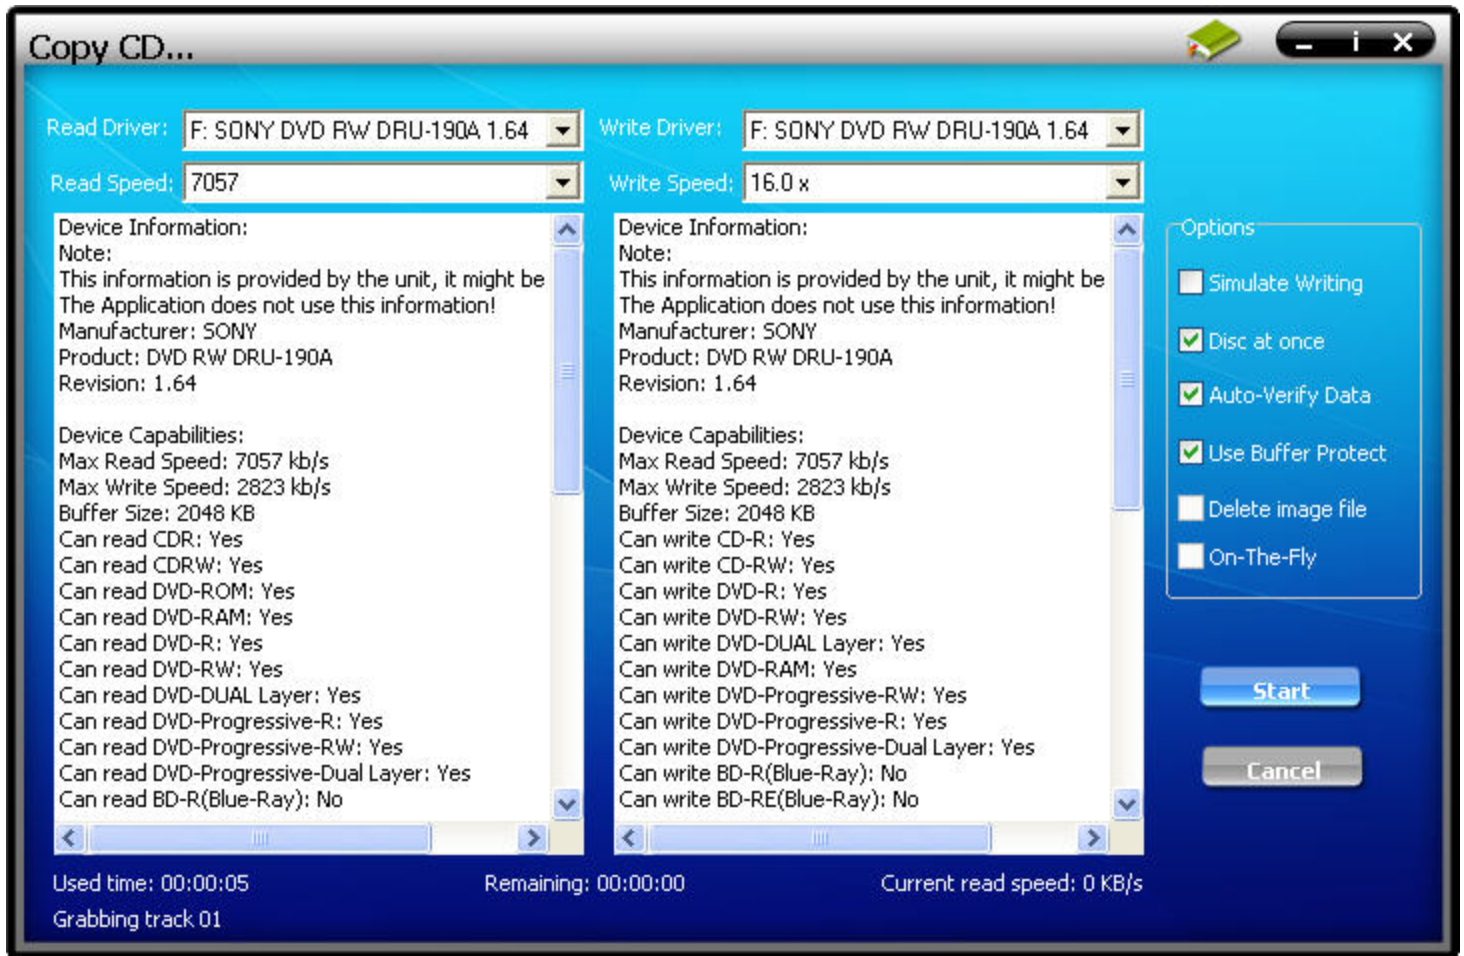 Copy CD...
Read Driver: F: SONY DVD RW DRU-190A 1.64
Write Driver: F: SONY DVD RW DRU-190A 1.64
Read Speed: 7057
Write Speed: 16.0 x
Device Information:
Note:
This information is provided by the unit, it might be
The Application does not use this information!
Manufacturer: SONY
Product: DVD RW DRU-190A
Revision: 1.64
Device Capabilities:
Max Read Speed: 7057 kb/s
Max Write Speed: 2823 kb/s
Buffer Size: 2048 KB
Can read CDR: Yes
Can read CDRW: Yes
Can read DVD-ROM: Yes
Can read DVD-RAM: Yes
Can read DVD-R: Yes
Can read DVD-RW: Yes
Can read DVD-DUAL Layer: Yes
Can read DVD-Progressive-R: Yes
Can read DVD-Progressive-RW: Yes
Can read DVD-Progressive-Dual Layer: Yes
Can read BD-R(Blue-Ray): No
Device Information:
Note:
This information is provided by the unit, it might be
The Application does not use this information!
Manufacturer: SONY
Product: DVD RW DRU-190A
Revision: 1.64
Device Capabilities:
Max Read Speed: 7057 kb/s
Max Write Speed: 2823 kb/s
Buffer Size: 2048 KB
Can write CD-R: Yes
Can write CD-RW: Yes
Can write DVD-R: Yes
Can write DVD-RW: Yes
Can write DVD-DUAL Layer: Yes
Can write DVD-RAM: Yes
Can write DVD-Progressive-RW: Yes
Can write DVD-Progressive-R: Yes
Can write DVD-Progressive-Dual Layer: Yes
Can write BD-R(Blue-Ray): No
Can write BD-RE(Blue-Ray): No
Options
Simulate Writing
Disc at once
Auto-Verify Data
Use Buffer Protect
Delete image file
On-The-Fly
Start
Cancel
Used time: 00:00:05
Remaining: 00:00:00
Current read speed: 0 KB/s
Grabbing track 01